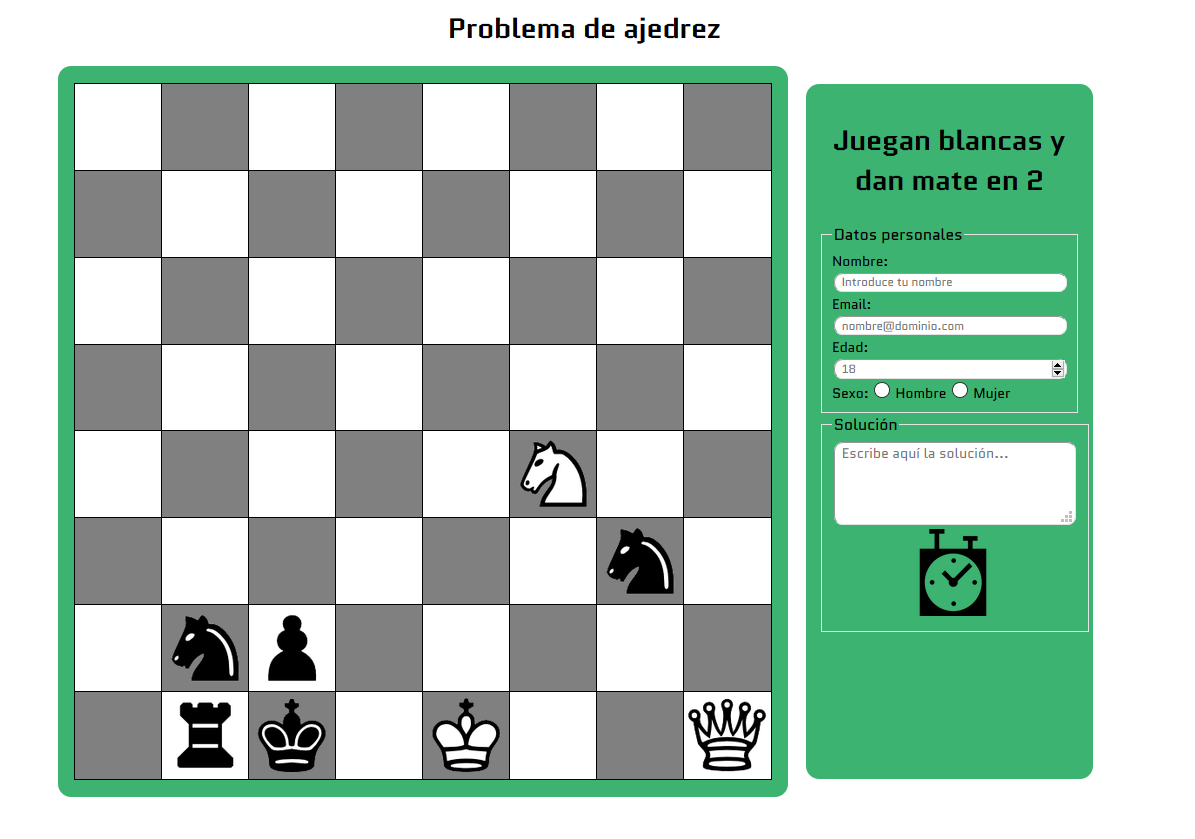 Problema de ajedrez
Juegan blancas y
dan mate en 2
Datos personales
Nombre:
Introduce tu nombre
Email:
nombre@dominio.com
Edad:
18
Sexo: Hombre Mujer
Solución
Escribe aquí la solución...